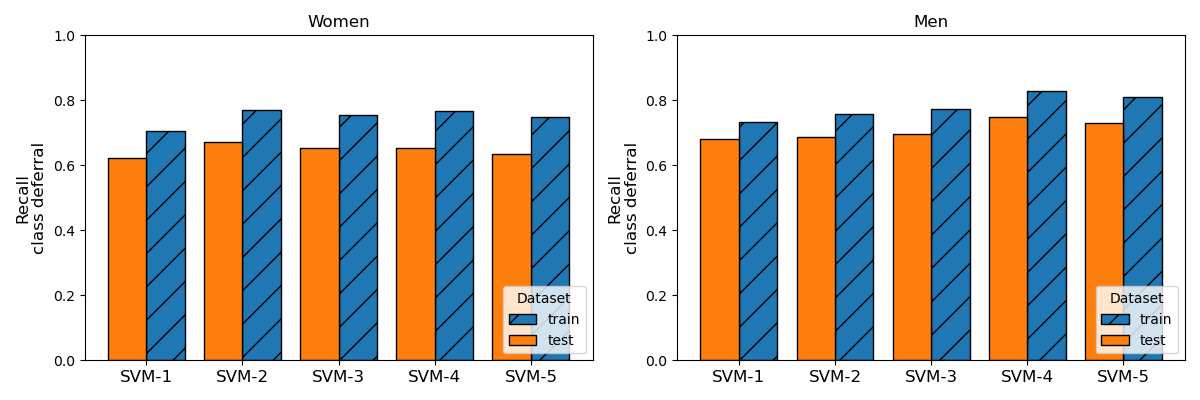 Women
1.0
0.8
0.6
0.4
0.2
0.0
Recall
class deferral
SVM-1 SVM-2 SVM-3 SVM-4 SVM-5
Dataset
train
test
Men
1.0
0.8
0.6
0.4
0.2
0.0
Recall
class deferral
SVM-1 SVM-2 SVM-3 SVM-4 SVM-5
Dataset
train
test